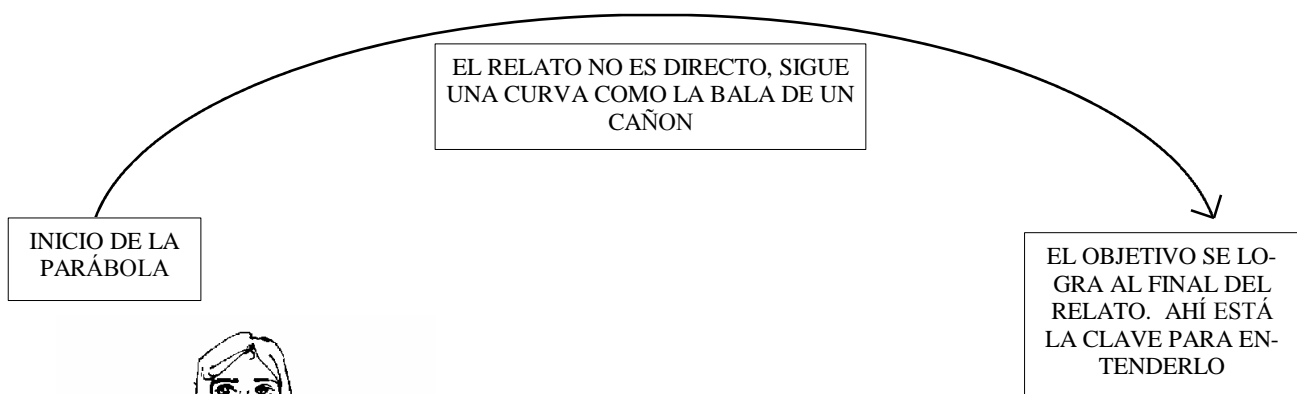 EL RELATO NO ES DIRECTO, SIGUE
UNA CURVA COMO LA BALA DE UN
CAÑON
INICIO DE LA
PARÁBOLA
EL OBJETIVO SE LO-
GRA AL FINAL DEL
RELATO. AHÍ ESTÁ
LA CLAVE PARA EN-
TENDERLO